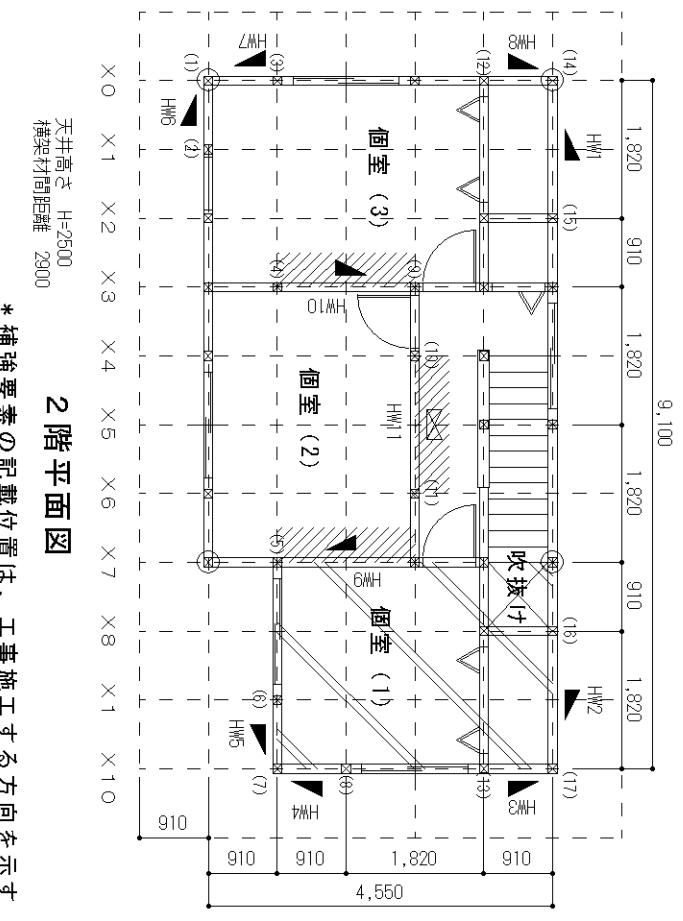 9,100
1,820
910
1,820
1,820
910
1,820
HW7
HW8
HW1
HW2
HW3
HW4
HW5
HW6
HW9
HW10
HW11
(1)
(2)
(3)
(4)
(5)
(6)
(7)
(8)
(9)
(10)
(11)
(12)
(13)
(14)
(15)
(16)
(17)
個室(3)
個室(2)
個室(1)
吹抜け
X0
X1
X2
X3
X4
X5
X6
X7
X8
X1
X10
910
910
910
1,820
910
4,550
天井高さ H=2500
横架材間距離 2900
2階平面図
*補強要素の記載位置は、工事施工する方向を示す